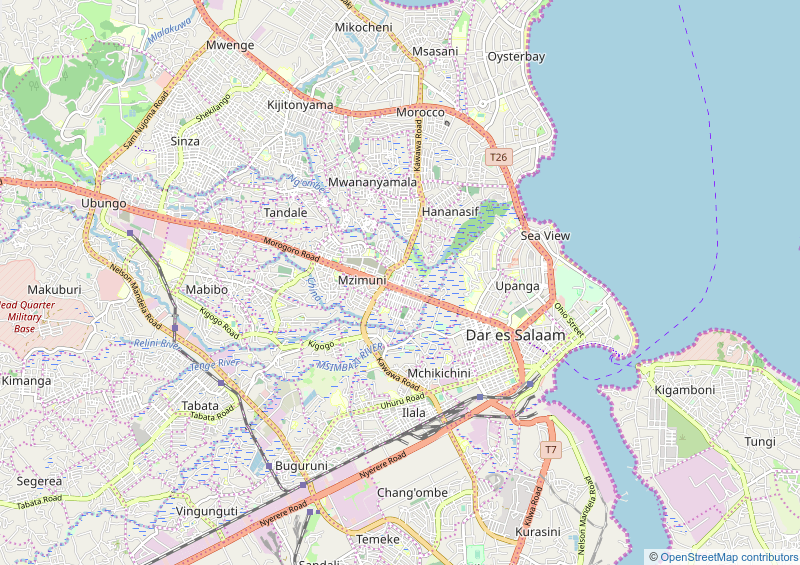 Mlalakuwa
Mikocheni
Mwenge
Msasani
Oysterbay
Kijitonyama
Shekilango
Sam Nujoma Road
Morocco
Kawawa Road
Sinza
T26
Ng'ombe
Mwananyamala
Ubungo
Tandale
Hananasif
Sea View
Morogoro Road
Nelson Mandela Road
Makuburi
Mabibo
Mzimuni
Upanga
Head Quarter
Military
Base
Kigogo Road
Ohio Street
Dar es Salaam
Relini River
Kigogo
MSIMBAZI RIVER
Tenge River
Kimanga
Kawawa Road
Mchikichini
Kigamboni
Tabata
Tabata Road
Uhuru Road
Ilala
Tungi
T7
Buguruni
Nyerere Road
Segerea
Tabata Road
Chang'ombe
Kilwa Road
Nelson Mandela Road
Vingunguti
Nyerere Road
Kurasini
Temeke
Sandali
© OpenStreetMap contributors